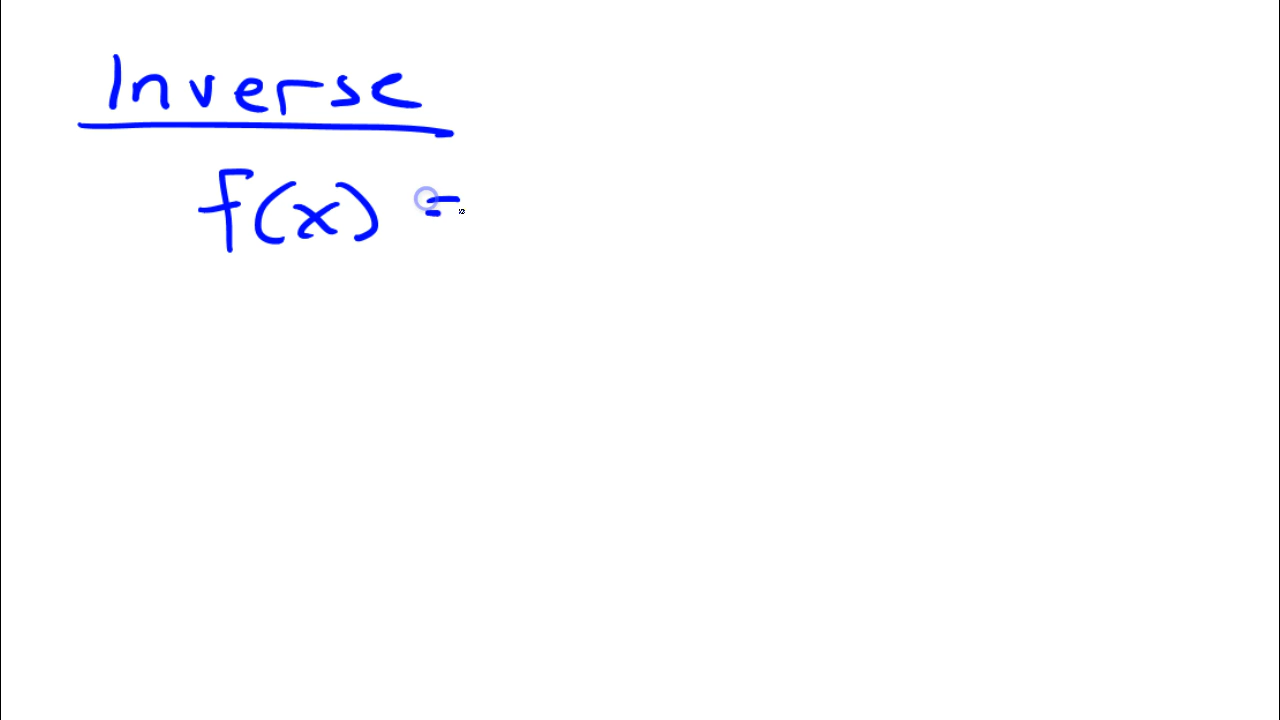 Inverse
f(x) =